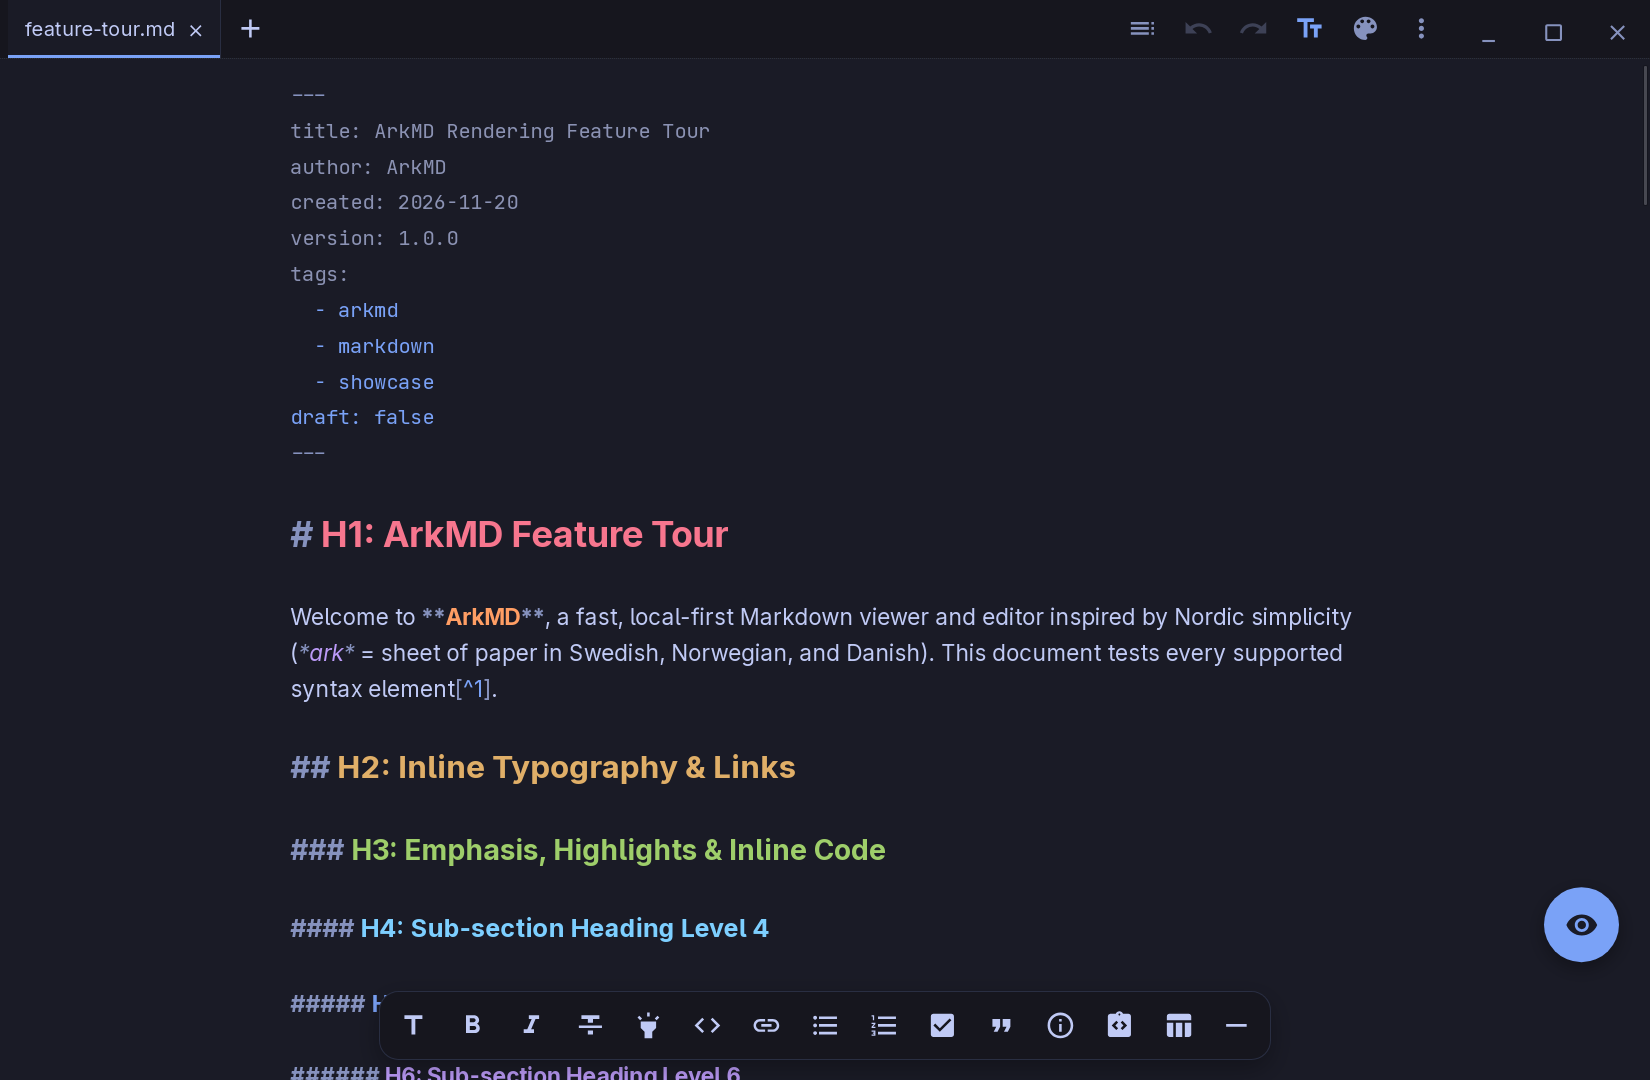 feature-tour.md
---
title: ArkMD Rendering Feature Tour
author: ArkMD
created: 2026-11-20
version: 1.0.0
tags:
  - arkmd
  - markdown
  - showcase
draft: false
---
# H1: ArkMD Feature Tour
Welcome to **ArkMD**, a fast, local-first Markdown viewer and editor inspired by Nordic simplicity
(*ark* = sheet of paper in Swedish, Norwegian, and Danish). This document tests every supported
syntax element[^1].
## H2: Inline Typography & Links
### H3: Emphasis, Highlights & Inline Code
#### H4: Sub-section Heading Level 4
#####
###### H6: Sub-section Heading Level 6